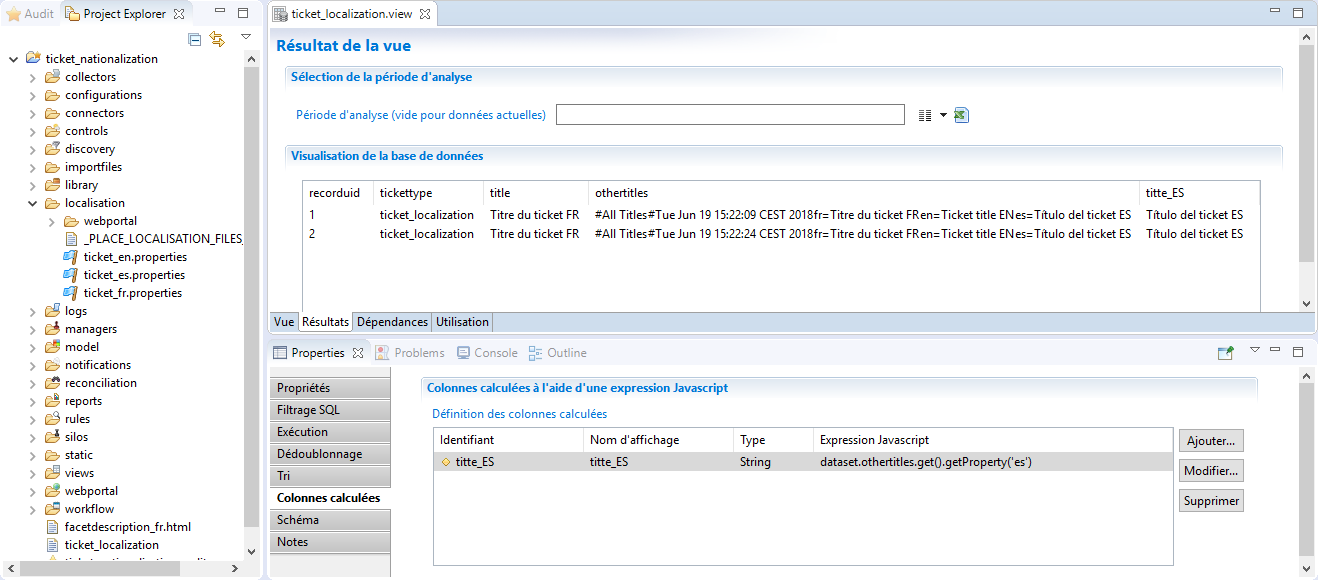 Audit
Project Explorer
ticket_nationalization
collectors
configurations
connectors
controls
discovery
importfiles
library
localisation
webportal
_PLACE_LOCALISATION_FILES_
ticket_en.properties
ticket_es.properties
ticket_fr.properties
logs
managers
model
notifications
reconciliation
reports
rules
silos
static
views
webportal
workflow
facetdescription_fr.html
ticket_localization
ticket_localization.view
Résultat de la vue
Sélection de la période d'analyse
Période d'analyse (vide pour données actuelles)
Visualisation de la base de données
recorduid tickettype title othertitles titte_ES
1 ticket_localization Titre du ticket FR #All Titles#Tue Jun 19 15:22:09 CEST 2018fr=Titre du ticket FRen=Ticket title ENes=Título del ticket ES Título del ticket ES
2 ticket_localization Titre du ticket FR #All Titles#Tue Jun 19 15:22:24 CEST 2018fr=Titre du ticket FRen=Ticket title ENes=Título del ticket ES Título del ticket ES
Vue Résultats Dépendances Utilisation
Properties Problems Console Outline
Propriétés
Filtrage SQL
Exécution
Dédoublonnage
Tri
Colonnes calculées
Schéma
Notes
Colonnes calculées à l'aide d'une expression Javascript
Définition des colonnes calculées
Identifiant Nom d'affichage Type Expression Javascript
titte_ES titte_ES String dataset.othertitles.get().getProperty('es')
Ajouter...
Modifier...
Supprimer